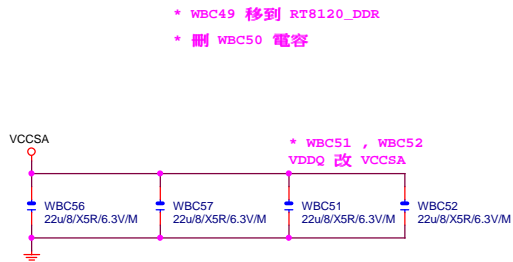 * WBC49 移到 RT8120_DDR
* 刪 WBC50 電容
VCCSA
* WBC51 , WBC52
VDDQ 改 VCCSA
WBC56
22u/8/X5R/6.3V/M
WBC57
22u/8/X5R/6.3V/M
WBC51
22u/8/X5R/6.3V/M
WBC52
22u/8/X5R/6.3V/M